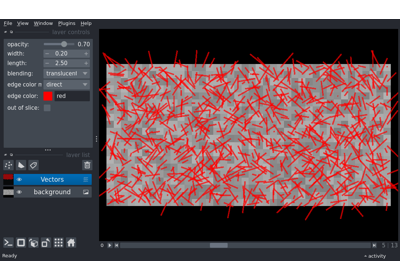 File View Window Plugins Help
layer controls
opacity: 0.70
width: 0.20
length: 2.50
blending: translucent
edge color m direct
edge color: red
out of slice:
layer list
Vectors
background
0 5 13
Ready activity